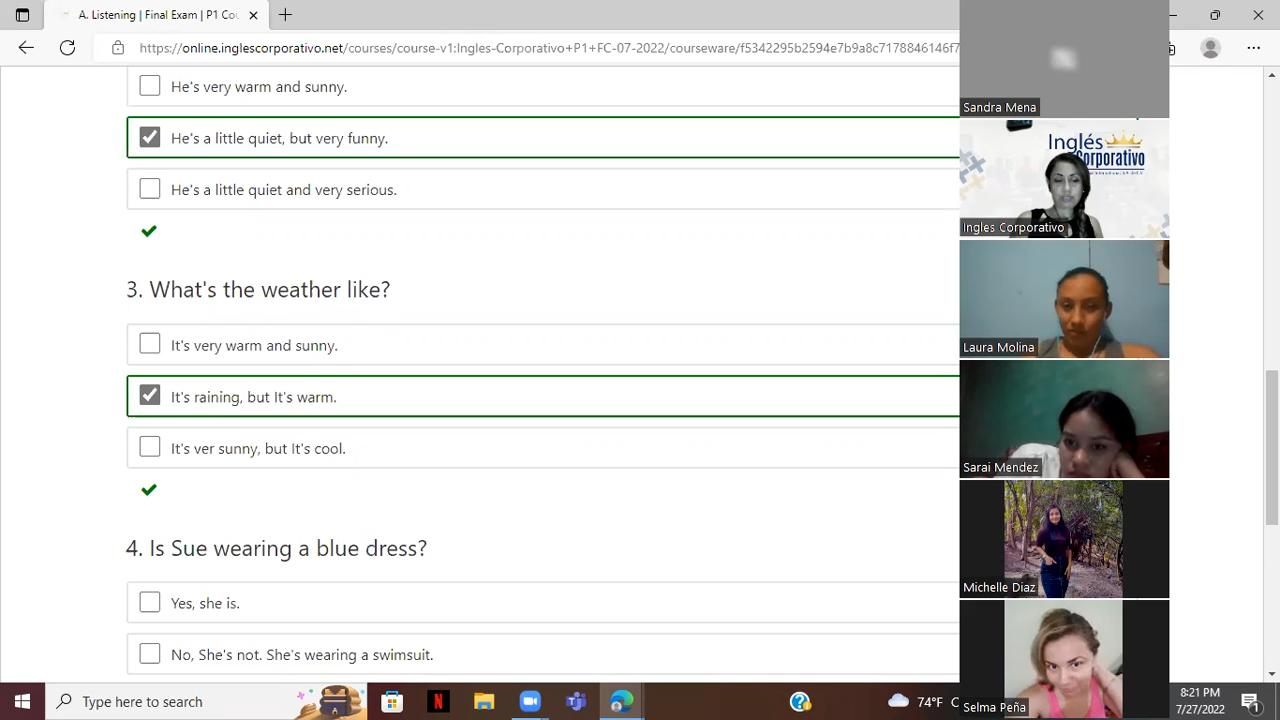 A. Listening | Final Test | P1 Co
https://online.inglescorporativo.net/courses/course-v1:Ingles-Corporativo+P1+FC-07-2022/courseware/f5342295b2594e7b9a8c7178846146f7
He's very warm and sunny.
He's a little quiet, but very funny.
He's a little quiet and very serious.
3. What's the weather like?
It's very warm and sunny.
It's raining, but It's warm.
It's ver sunny, but It's cool.
4. Is Sue wearing a blue dress?
Yes, she is.
No, She's not. She's wearing a swimsuit.
Sandra Mena
Inglés
Corporativo
Ingles Corporativo
Laura Molina
Sarai Mendez
Michelle Diaz
Selma Peña
Type here to search
74°F
8:21 PM
7/27/2022